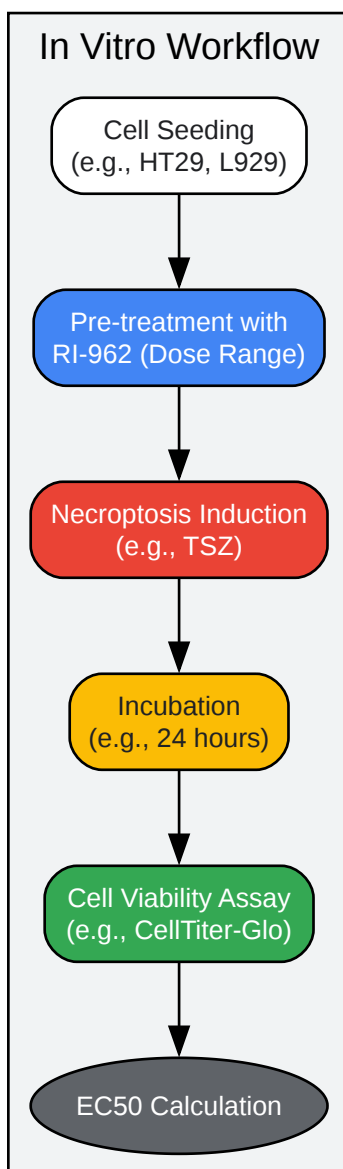 In Vitro Workflow
Cell Seeding
(e.g., HT29, L929)
Pre-treatment with
RI-962 (Dose Range)
Necroptosis Induction
(e.g., TSZ)
Incubation
(e.g., 24 hours)
Cell Viability Assay
(e.g., CellTiter-Glo)
EC50 Calculation